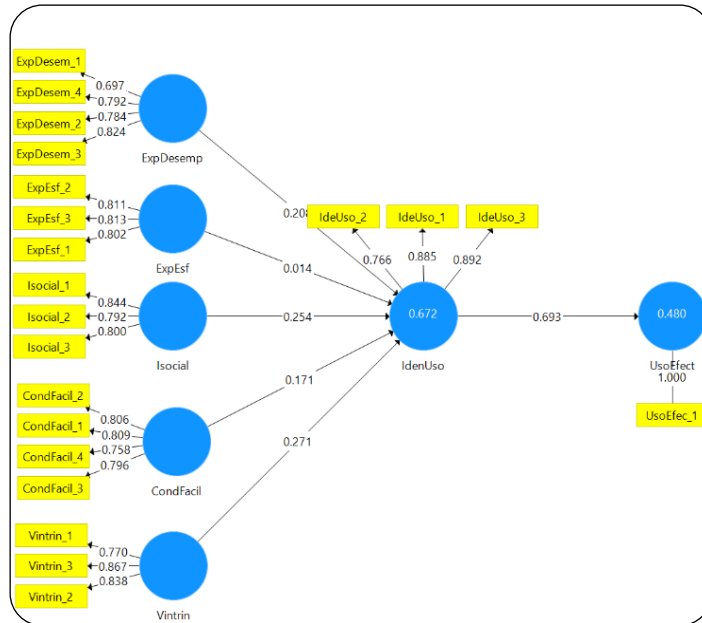 ExpDesem_1
0.697
ExpDesem_4
0.792
ExpDesem_2
0.784
ExpDesem_3
0.824
ExpDesemp
0.208
ExpEsf_2
0.811
ExpEsf_3
0.813
ExpEsf_1
0.802
ExpEsf
0.014
Isocial_1
0.844
Isocial_2
0.792
Isocial_3
0.800
Isocial
0.254
CondFacil_2
0.806
CondFacil_1
0.809
CondFacil_4
0.758
CondFacil_3
0.796
CondFacil
0.171
Vintrin_1
0.770
Vintrin_3
0.867
Vintrin_2
0.838
Vintrin
0.271
IdeUso_2
IdeUso_1
IdeUso_3
0.766
0.885
0.892
0.672
IdenUso
0.693
0.480
UsoEfect
1.000
UsoEfec_1